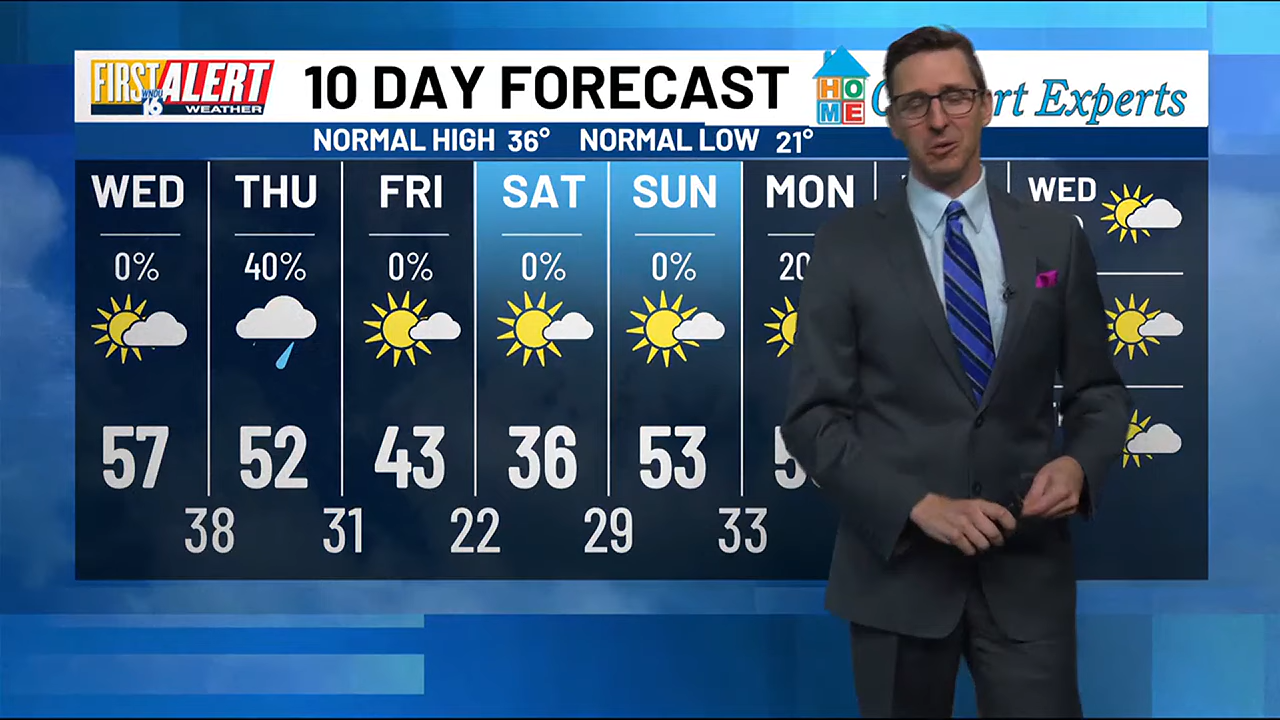 FIRST ALERT
WNDU
16
WEATHER
10 DAY FORECAST
HOME
Experts
NORMAL HIGH 36° NORMAL LOW 21°
WED THU FRI SAT SUN MON WED
0% 40% 0% 0% 0% 20
57 52 43 36 53
38 31 22 29 33